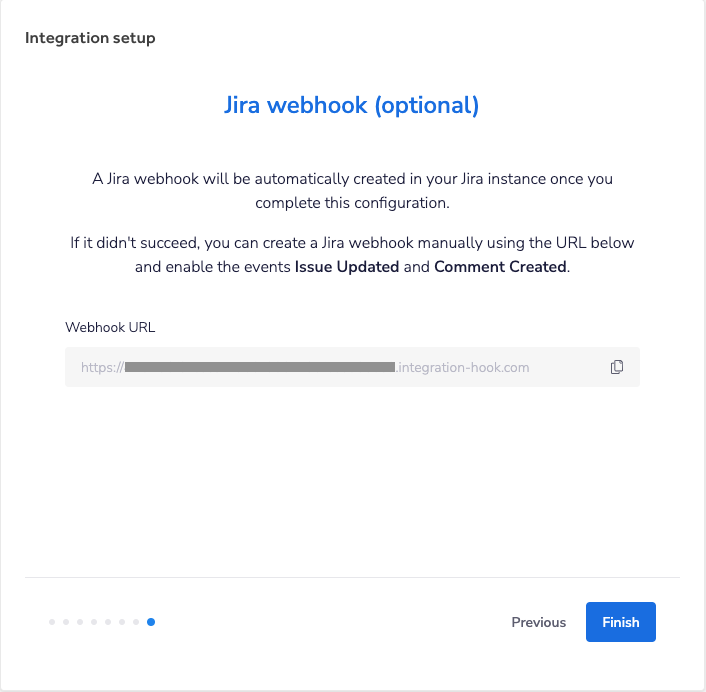 Integration setup
Jira webhook (optional)
A Jira webhook will be automatically created in your Jira instance once you
complete this configuration.
If it didn't succeed, you can create a Jira webhook manually using the URL below
and enable the events Issue Updated and Comment Created.
Webhook URL
https:// .integration-hook.com
Previous
Finish